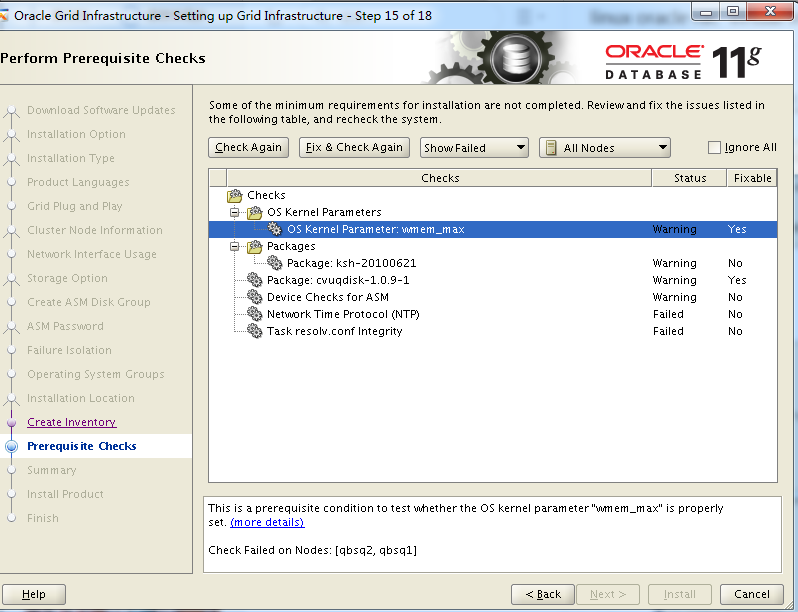 Oracle Grid Infrastructure - Setting up Grid Infrastructure - Step 15 of 18
Perform Prerequisite Checks
ORACLE
DATABASE
11g
Download Software Updates
Installation Option
Installation Type
Product Languages
Grid Plug and Play
Cluster Node Information
Network Interface Usage
Storage Option
Create ASM Disk Group
ASM Password
Failure Isolation
Operating System Groups
Installation Location
Create Inventory
Prerequisite Checks
Summary
Install Product
Finish
Some of the minimum requirements for installation are not completed. Review and fix the issues listed in
the following table, and recheck the system.
Check Again Fix & Check Again Show Failed All Nodes Ignore All
Checks Status Fixable
Checks
OS Kernel Parameters
OS Kernel Parameter: wmem_max Warning Yes
Packages
Package: ksh-20100621 Warning No
Package: cvuqdisk-1.0.9-1 Warning Yes
Device Checks for ASM Warning No
Network Time Protocol (NTP) Failed No
Task resolv.conf Integrity Failed No
This is a prerequisite condition to test whether the OS kernel parameter "wmem_max" is properly
set. (more details)
Check Failed on Nodes: [qbsq2, qbsq1]
Help < Back Next > Install Cancel